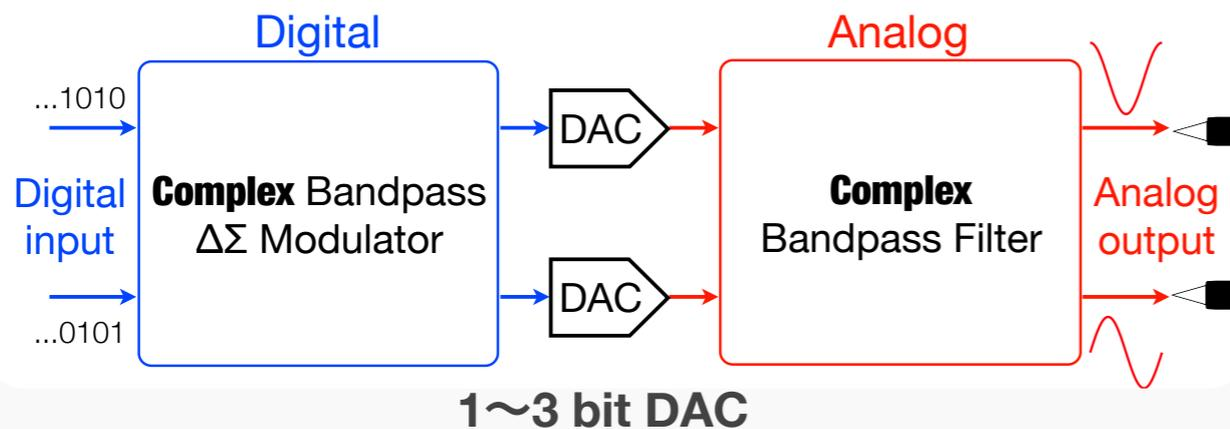 Digital
Analog
...1010
DAC
Digital
input
Complex Bandpass
ΔΣ Modulator
Complex
Bandpass Filter
Analog
output
DAC
...0101
1〜3 bit DAC